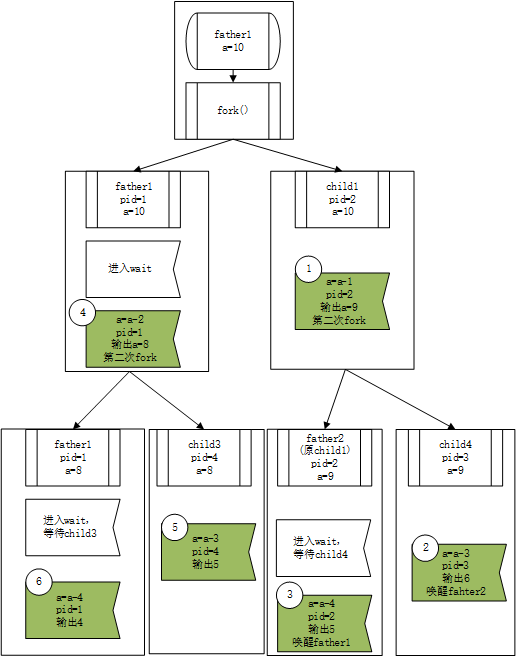 father1
a=10
fork()
father1
pid=1
a=10
进入wait
4
a=a-2
pid=1
输出a=8
第二次fork
child1
pid=2
a=10
1
a=a-1
pid=2
输出a=9
第二次fork
father1
pid=1
a=8
进入wait,
等待child3
6
a=a-4
pid=1
输出4
child3
pid=4
a=8
5
a=a-3
pid=4
输出5
father2
(原child1)
pid=2
a=9
进入wait,
等待child4
3
a=a-4
pid=2
输出5
唤醒father1
child4
pid=3
a=9
2
a=a-3
pid=3
输出6
唤醒fahter2